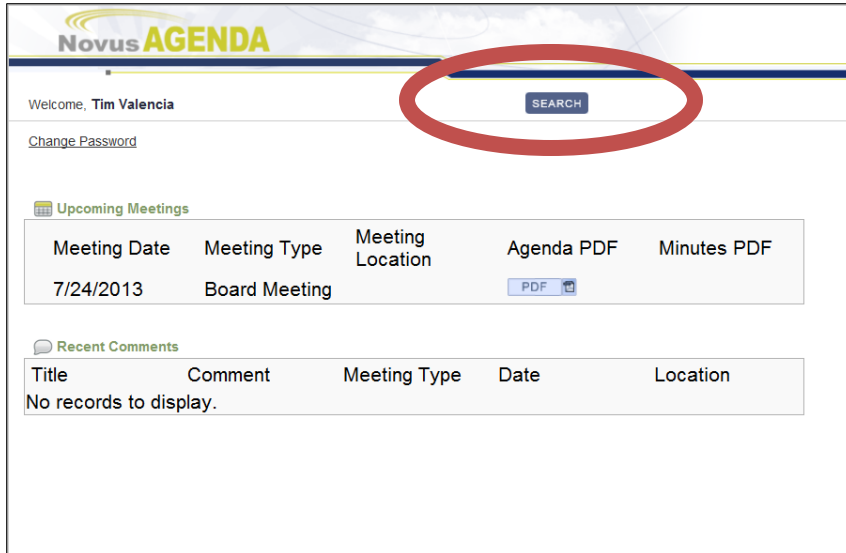 Novus AGENDA
Welcome, Tim Valencia SEARCH
Change Password
Upcoming Meetings
Meeting Date Meeting Type Meeting Location Agenda PDF Minutes PDF
7/24/2013 Board Meeting PDF
Recent Comments
Title Comment Meeting Type Date Location
No records to display.